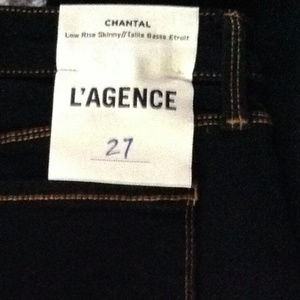 CHANTAL
Low Rise Skinny//Taille Basse Etroit
L'AGENCE
27